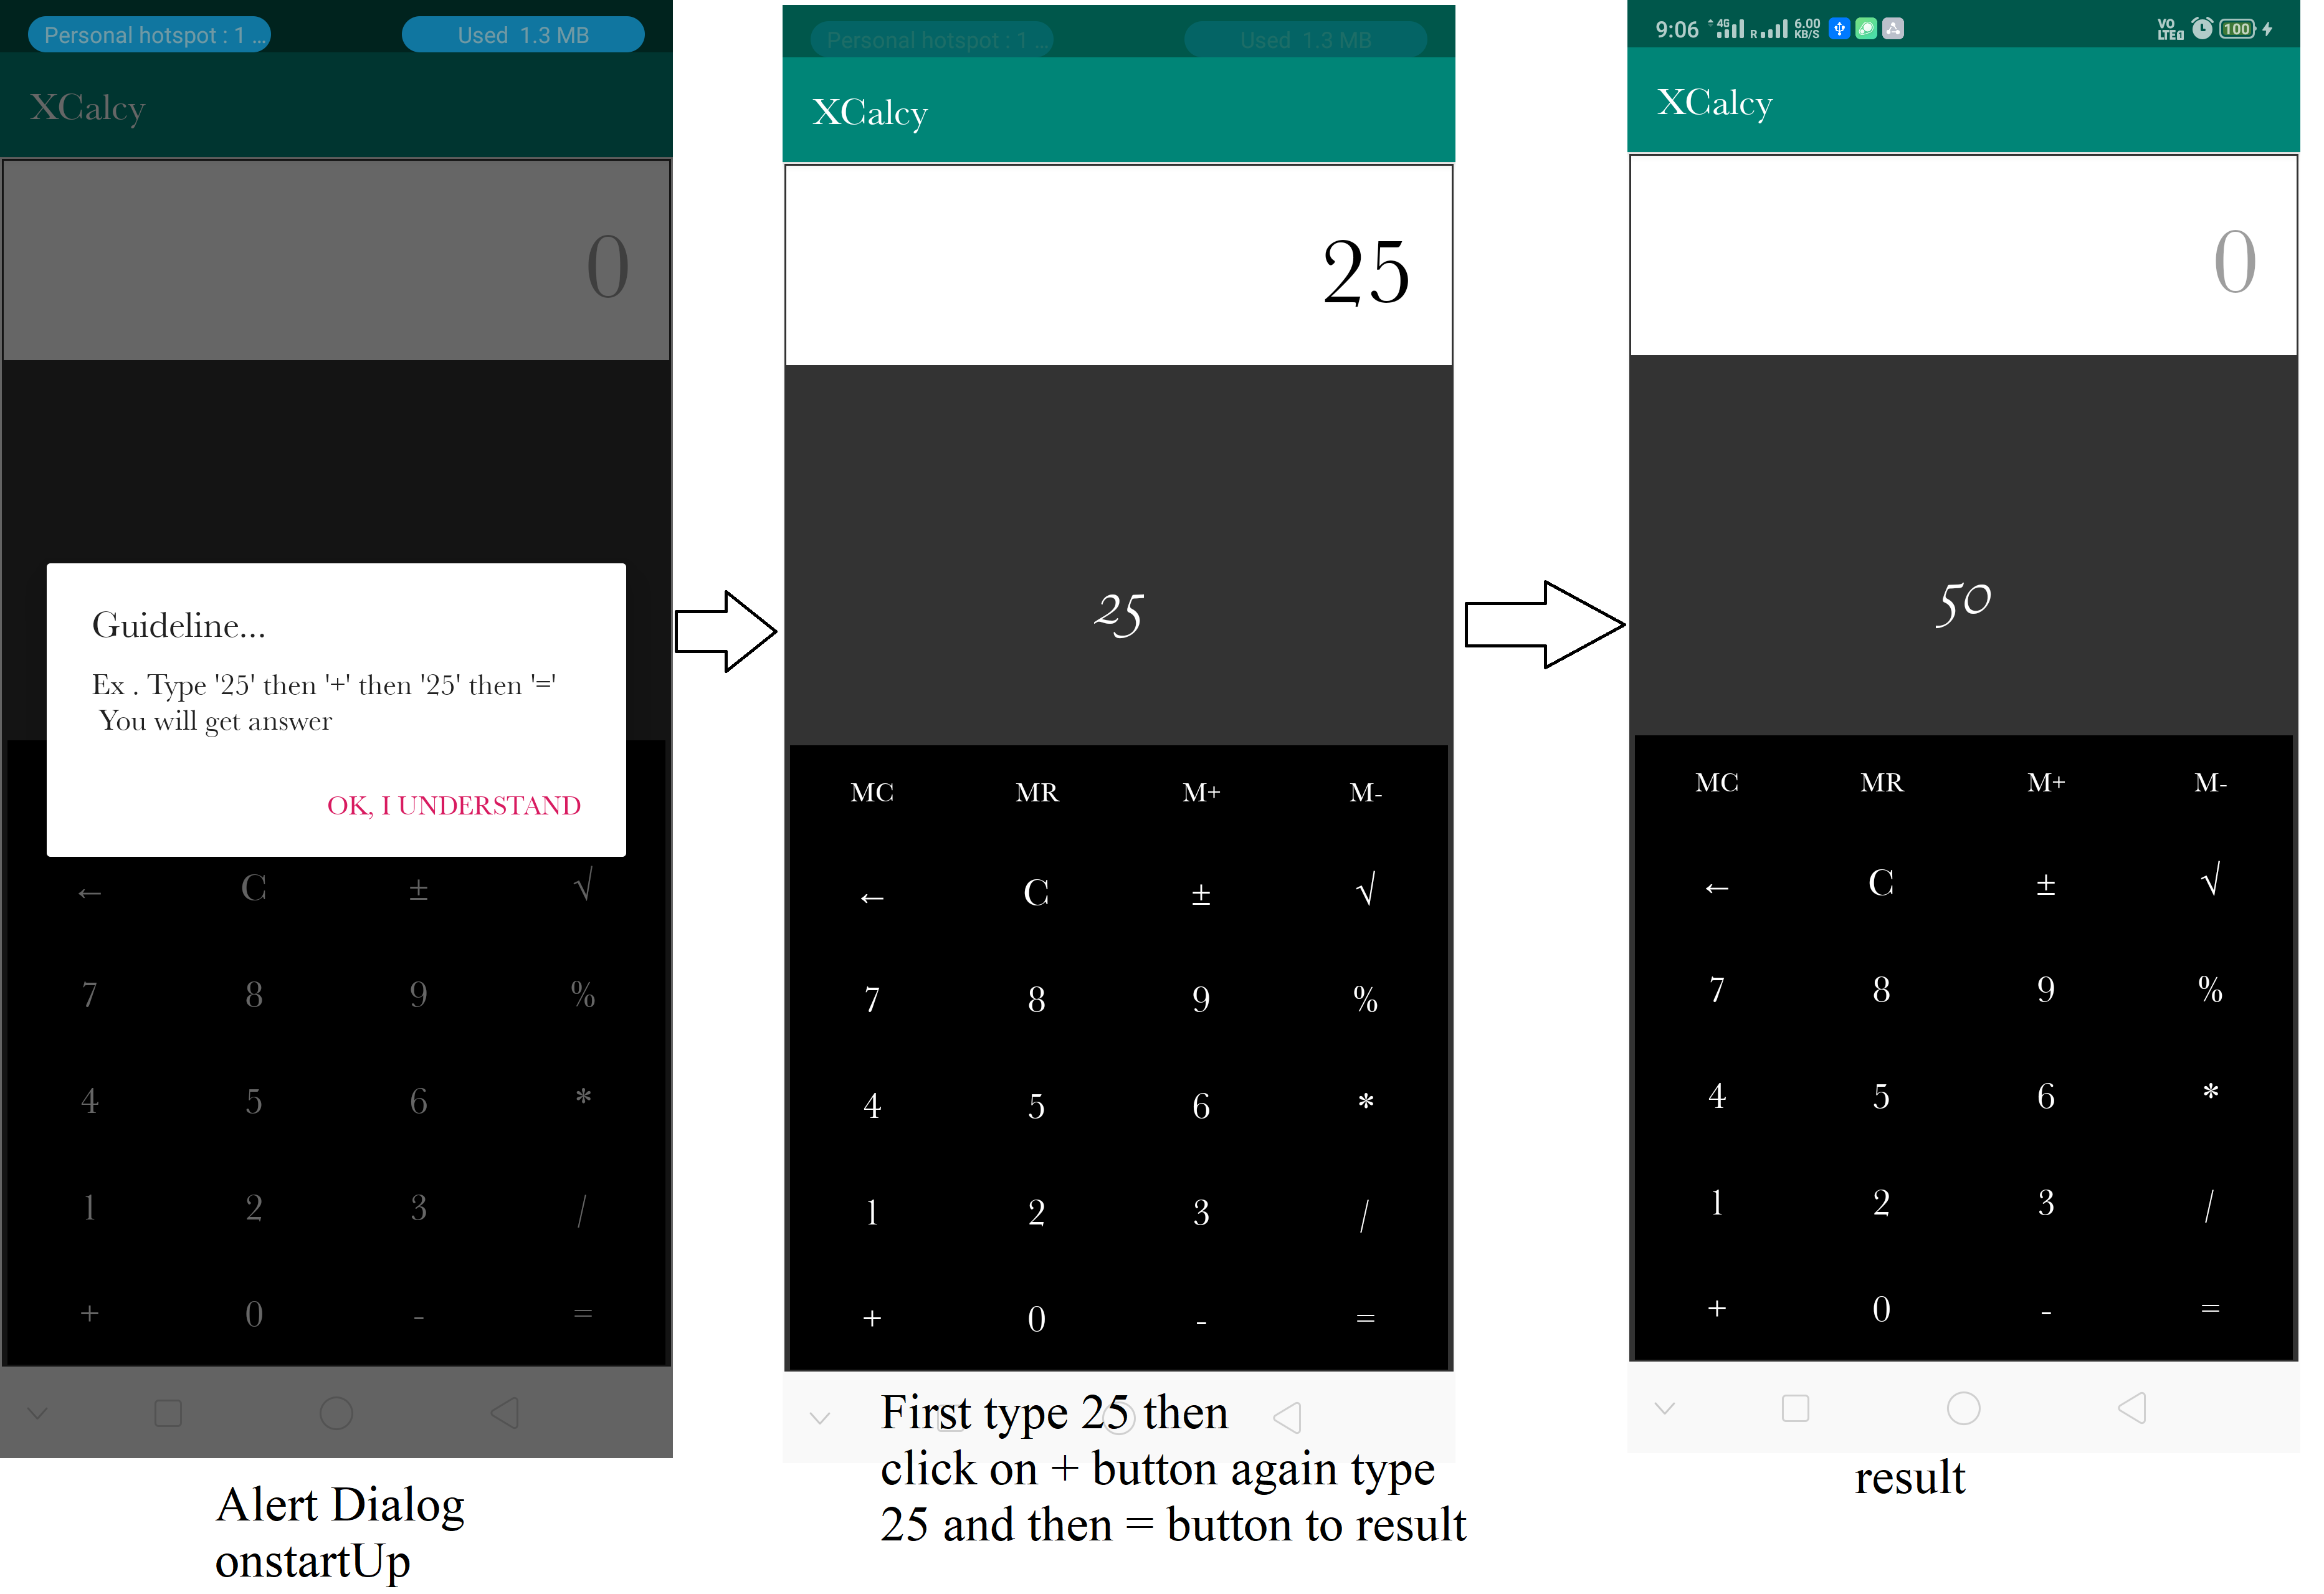 Personal hotspot : 1 ...
Used 1.3 MB
XCalcy
0
Guideline...
Ex . Type '25' then '+' then '25' then '='
You will get answer
OK, I UNDERSTAND
← C ± √
7 8 9 %
4 5 6 *
1 2 3 /
+ 0 - =
Alert Dialog
onstartUp
Personal hotspot : 1 ...
Used 1.3 MB
XCalcy
25
25
MC MR M+ M-
← C ± √
7 8 9 %
4 5 6 *
1 2 3 /
+ 0 - =
First type 25 then
click on + button again type
25 and then = button to result
9:06 4G R 6.00 KB/S VO LTE1 100
XCalcy
0
50
MC MR M+ M-
← C ± √
7 8 9 %
4 5 6 *
1 2 3 /
+ 0 - =
result